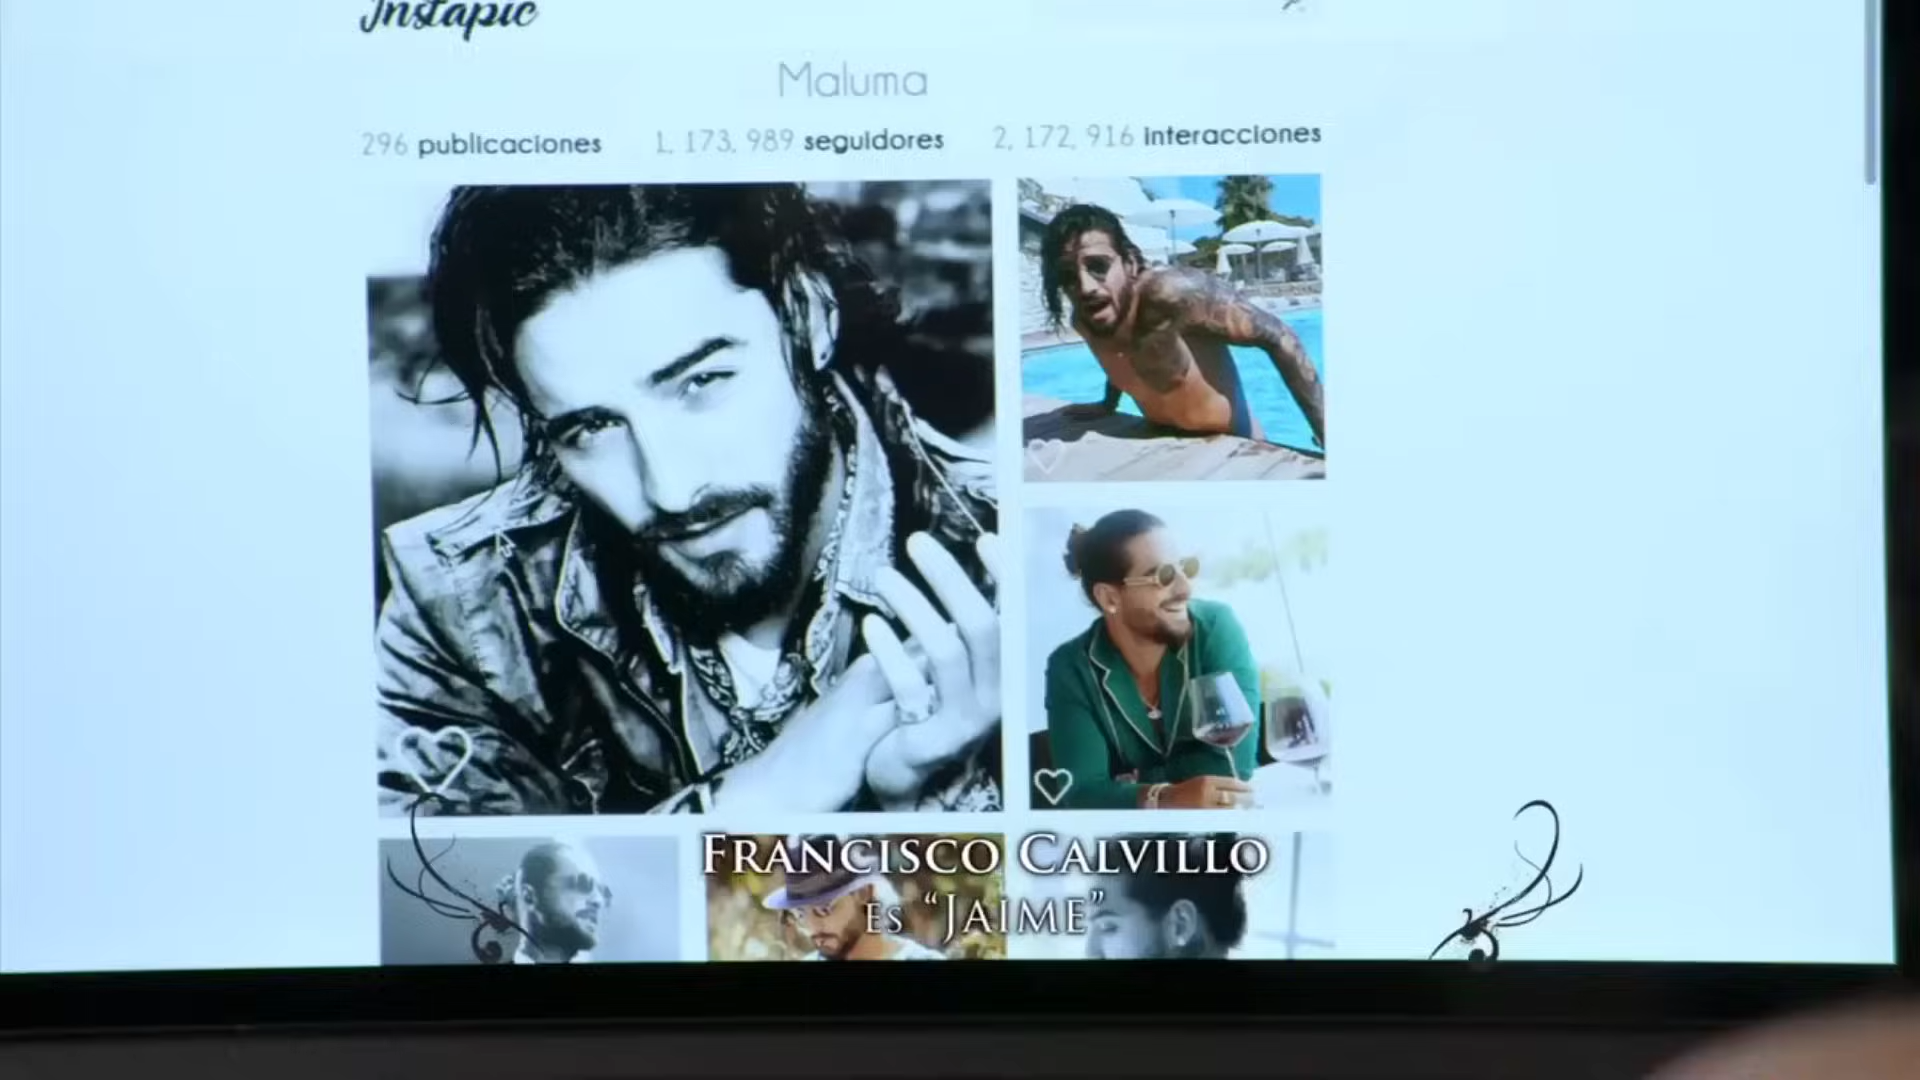 Instapic
Maluma
296 publicaciones 1, 173, 989 seguidores 2, 172, 916 interacciones
FRANCISCO CALVILLO
ES "JAIME"